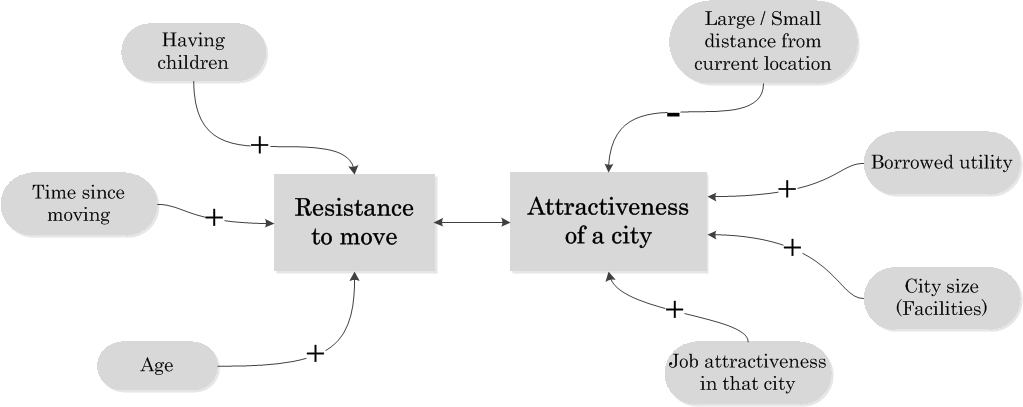 Having
children
Large / Small
distance from
current location
+
-
Time since
moving
+
Resistance
to move
Attractiveness
of a city
+
Borrowed utility
+
City size
(Facilities)
Age
+
+
Job attractiveness
in that city